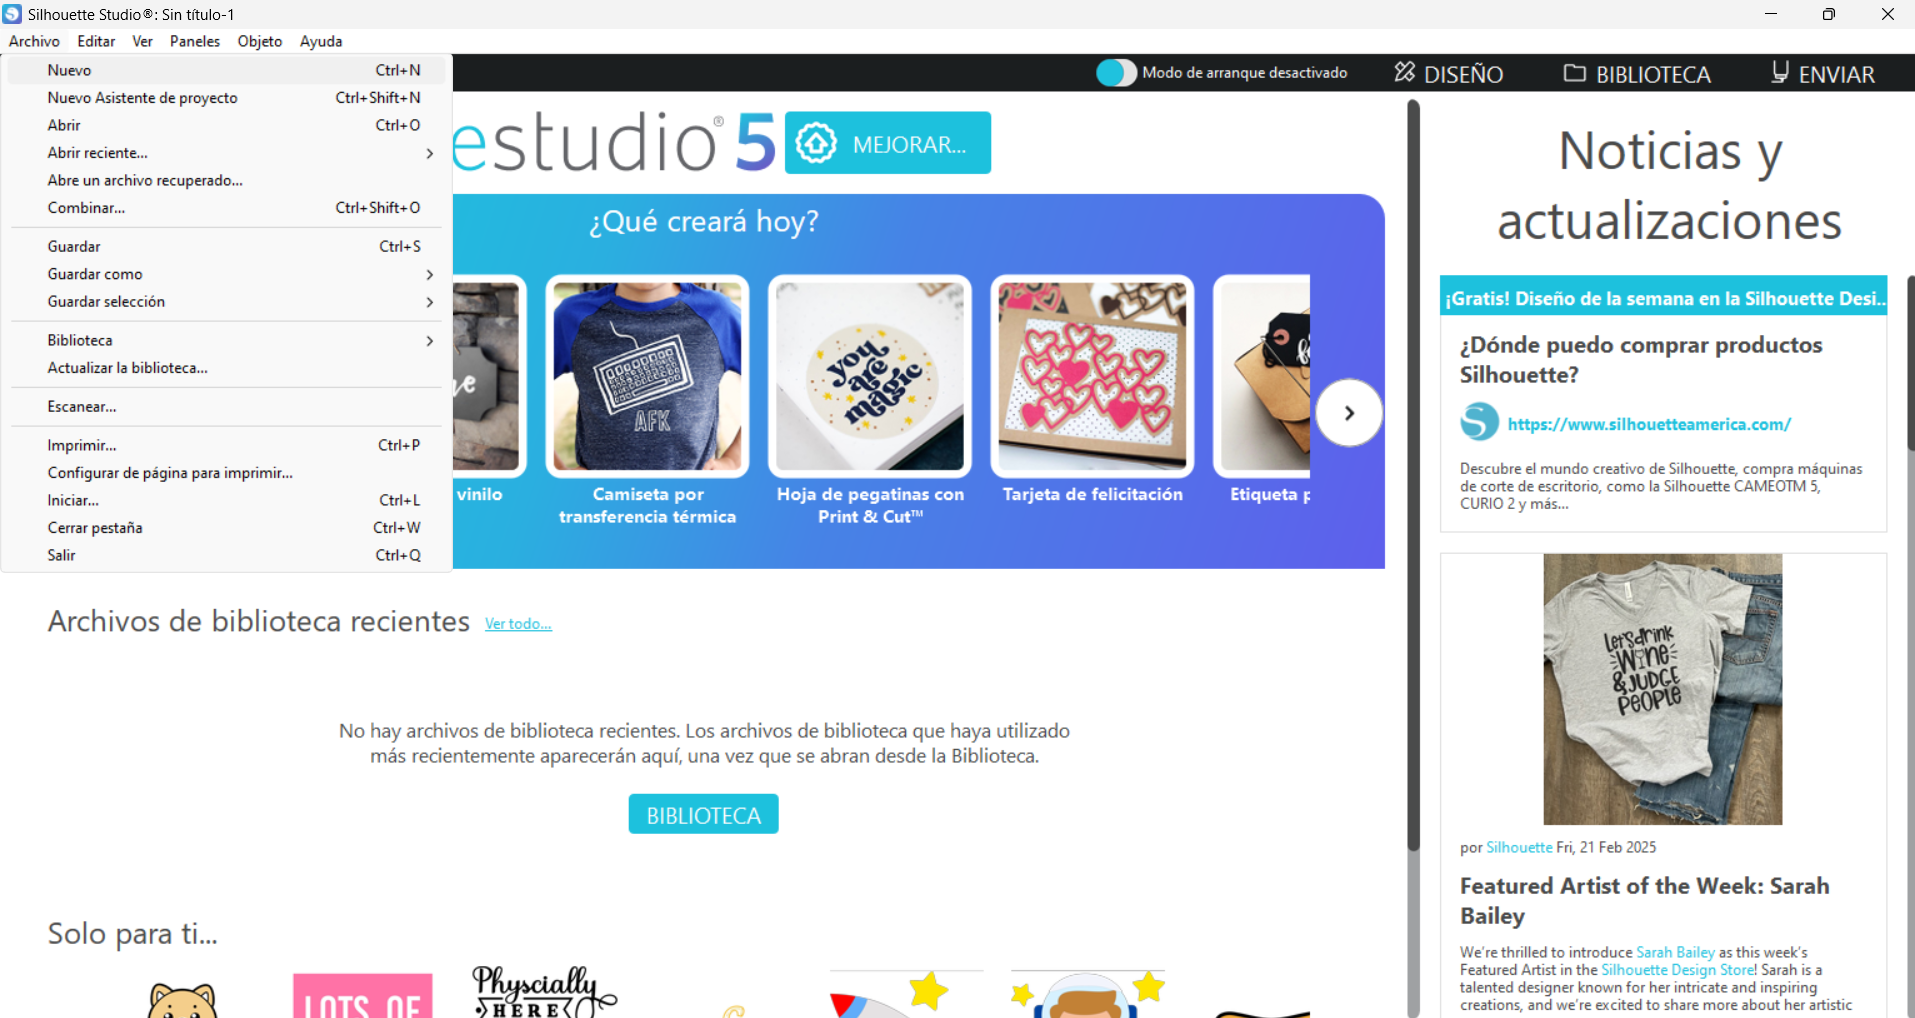 Silhouette Studio®: Sin título-1
Archivo Editar Ver Paneles Objeto Ayuda
Nuevo Ctrl+N
Nuevo Asistente de proyecto Ctrl+Shift+N
Abrir Ctrl+O
Abrir reciente...
Abre un archivo recuperado...
Combinar... Ctrl+Shift+O
Guardar Ctrl+S
Guardar como
Guardar selección
Biblioteca
Actualizar la biblioteca...
Escanear...
Imprimir... Ctrl+P
Configurar de página para imprimir...
Iniciar... Ctrl+L
Cerrar pestaña Ctrl+W
Salir Ctrl+Q
Modo de arranque desactivado
DISEÑO
BIBLIOTECA
ENVIAR
estudio® 5
MEJORAR...
¿Qué creará hoy?
AFK
you
are
magic
vinilo
Camiseta por
transferencia térmica
Hoja de pegatinas con
Print & Cut™
Tarjeta de felicitación
Etiqueta p
Archivos de biblioteca recientes Ver todo...
No hay archivos de biblioteca recientes. Los archivos de biblioteca que haya utilizado
más recientemente aparecerán aquí, una vez que se abran desde la Biblioteca.
BIBLIOTECA
Solo para ti...
LOTS OF
Physcially
HERE
Noticias y
actualizaciones
¡Gratis! Diseño de la semana en la Silhouette Desi..
¿Dónde puedo comprar productos
Silhouette?
https://www.silhouetteamerica.com/
Descubre el mundo creativo de Silhouette, compra máquinas
de corte de escritorio, como la Silhouette CAMEOTM 5,
CURIO 2 y más...
LET'S drink
WINE
& JUDGE
PEOPLE
por Silhouette Fri, 21 Feb 2025
Featured Artist of the Week: Sarah
Bailey
We're thrilled to introduce Sarah Bailey as this week's
Featured Artist in the Silhouette Design Store! Sarah is a
talented designer known for her intricate and inspiring
creations, and we're excited to share more about her artistic